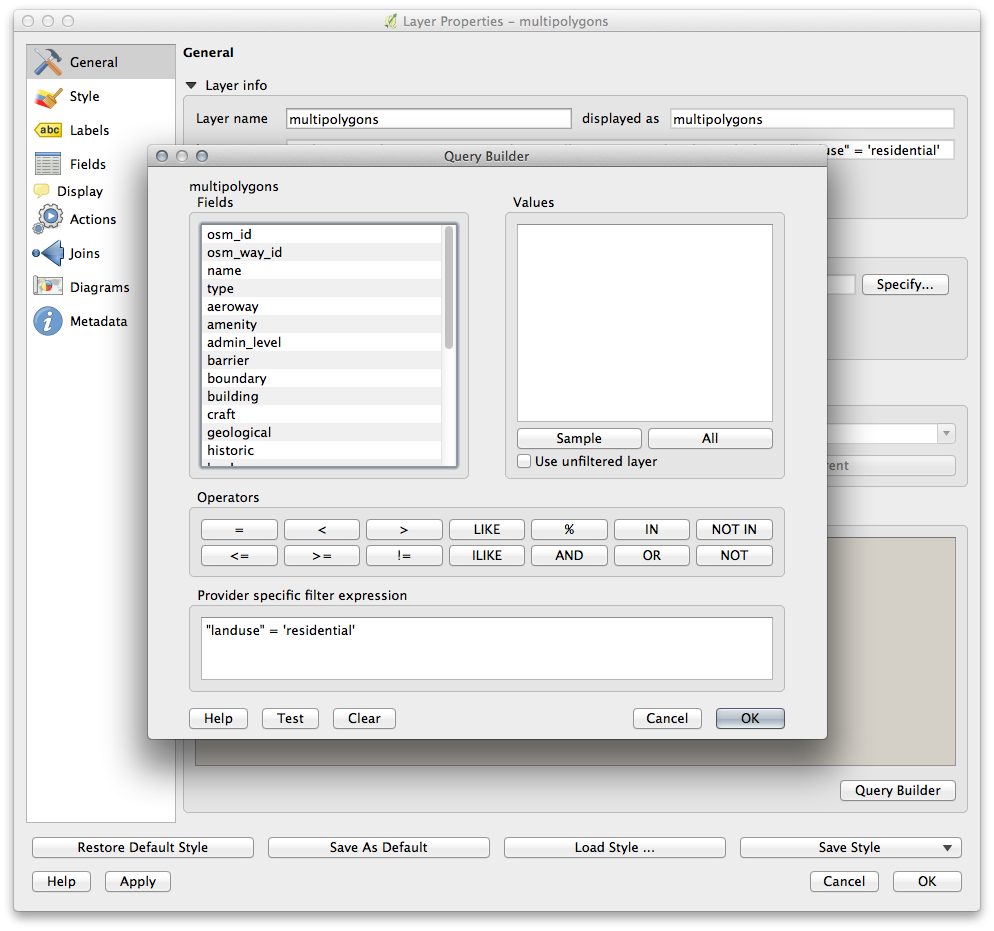 Layer Properties - multipolygons
General
Style
Labels
Fields
Display
Actions
Joins
Diagrams
Metadata
General
Layer info
Layer name
multipolygons
displayed as
multipolygons
use" = 'residential'
Specify...
Query Builder
Restore Default Style
Save As Default
Load Style ...
Save Style
Help
Apply
Cancel
OK
abc
Query Builder
multipolygons
Fields
osm_id
osm_way_id
name
type
aeroway
amenity
admin_level
barrier
boundary
building
craft
geological
historic
Values
Sample
All
Use unfiltered layer
Operators
= < > LIKE % IN NOT IN
<= >= != ILIKE AND OR NOT
Provider specific filter expression
"landuse" = 'residential'
Help
Test
Clear
Cancel
OK